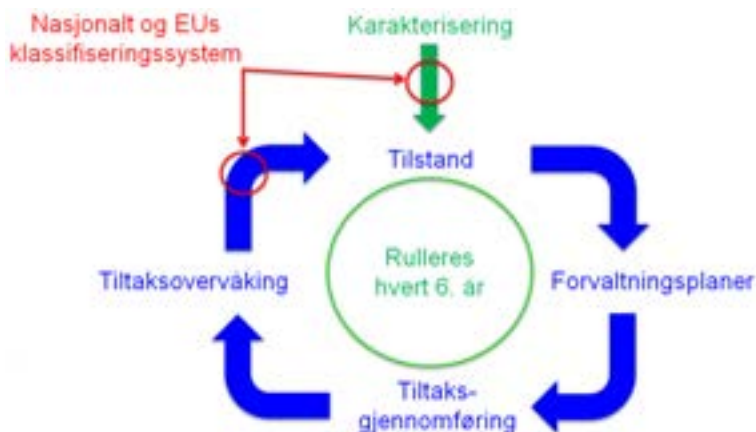 Nasjonalt og EUs
klassifiseringssystem
Karakterisering
Tilstand
Rulleres
hvert 6. år
Tiltaksovervåking
Forvaltningsplaner
Tiltaks-
gjennomføring